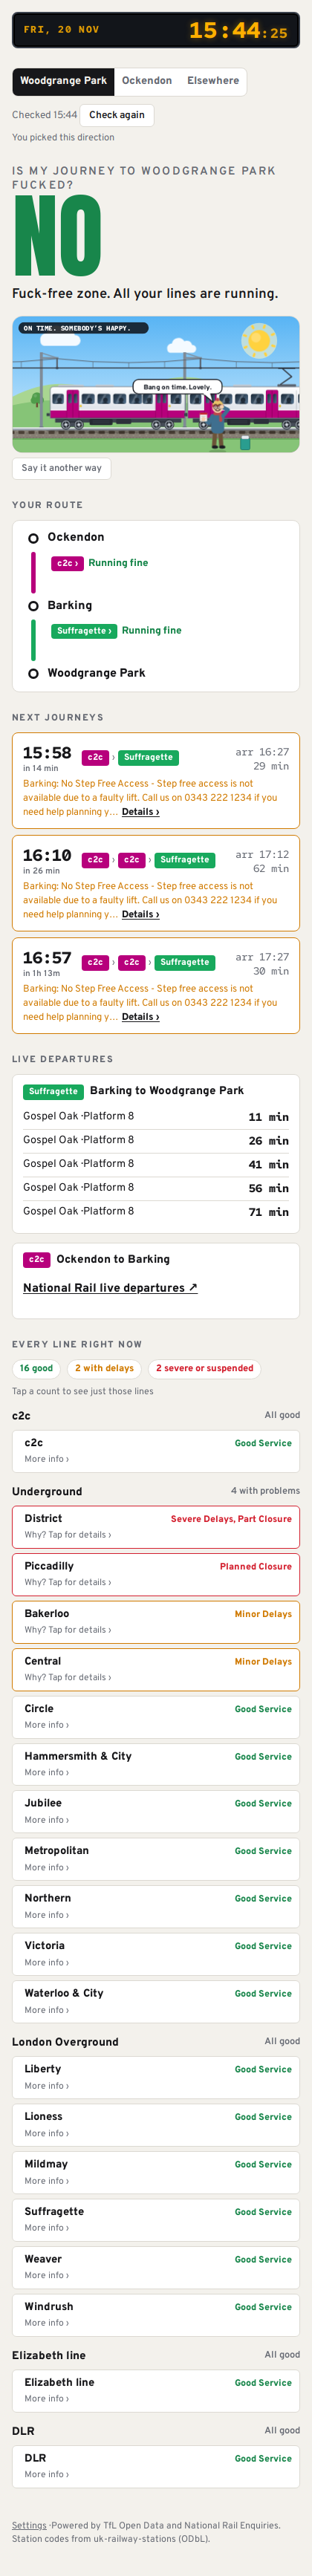 FRI, 20 NOV
15:44:25
Woodgrange Park
Ockendon
Elsewhere
Checked 15:44
Check again
You picked this direction
IS MY JOURNEY TO WOODGRANGE PARK
FUCKED?
NO
Fuck-free zone. All your lines are running.
ON TIME. SOMEBODY'S HAPPY.
Bang on time. Lovely.
Say it another way
YOUR ROUTE
Ockendon
c2c › Running fine
Barking
Suffragette › Running fine
Woodgrange Park
NEXT JOURNEYS
15:58 c2c › Suffragette arr 16:27
in 14 min 29 min
Barking: No Step Free Access - Step free access is not
available due to a faulty lift. Call us on 0343 222 1234 if you
need help planning y… Details ›
16:10 c2c › c2c › Suffragette arr 17:12
in 26 min 62 min
Barking: No Step Free Access - Step free access is not
available due to a faulty lift. Call us on 0343 222 1234 if you
need help planning y… Details ›
16:57 c2c › c2c › Suffragette arr 17:27
in 1h 13m 30 min
Barking: No Step Free Access - Step free access is not
available due to a faulty lift. Call us on 0343 222 1234 if you
need help planning y… Details ›
LIVE DEPARTURES
Suffragette Barking to Woodgrange Park
Gospel Oak ·Platform 8 11 min
Gospel Oak ·Platform 8 26 min
Gospel Oak ·Platform 8 41 min
Gospel Oak ·Platform 8 56 min
Gospel Oak ·Platform 8 71 min
c2c Ockendon to Barking
National Rail live departures ↗
EVERY LINE RIGHT NOW
16 good
2 with delays
2 severe or suspended
Tap a count to see just those lines
c2c All good
c2c Good Service
More info ›
Underground 4 with problems
District Severe Delays, Part Closure
Why? Tap for details ›
Piccadilly Planned Closure
Why? Tap for details ›
Bakerloo Minor Delays
Why? Tap for details ›
Central Minor Delays
Why? Tap for details ›
Circle Good Service
More info ›
Hammersmith & City Good Service
More info ›
Jubilee Good Service
More info ›
Metropolitan Good Service
More info ›
Northern Good Service
More info ›
Victoria Good Service
More info ›
Waterloo & City Good Service
More info ›
London Overground All good
Liberty Good Service
More info ›
Lioness Good Service
More info ›
Mildmay Good Service
More info ›
Suffragette Good Service
More info ›
Weaver Good Service
More info ›
Windrush Good Service
More info ›
Elizabeth line All good
Elizabeth line Good Service
More info ›
DLR All good
DLR Good Service
More info ›
Settings ·Powered by TfL Open Data and National Rail Enquiries.
Station codes from uk-railway-stations (ODbL).